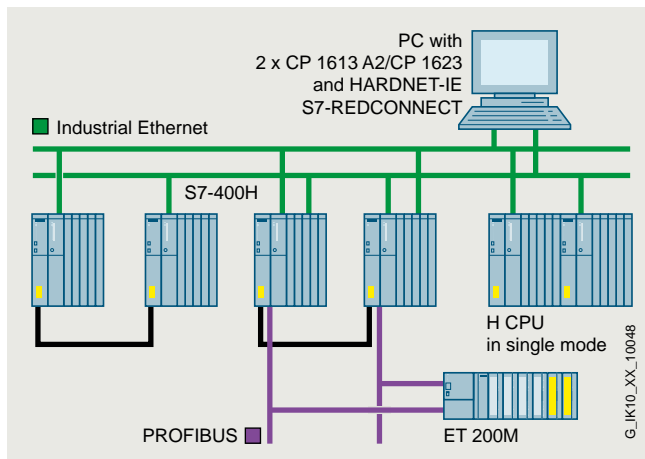 PC with
2 x CP 1613 A2/CP 1623
and HARDNET-IE
S7-REDCONNECT
Industrial Ethernet
S7-400H
H CPU
in single mode
PROFIBUS
ET 200M
G_IK10_XX_10048